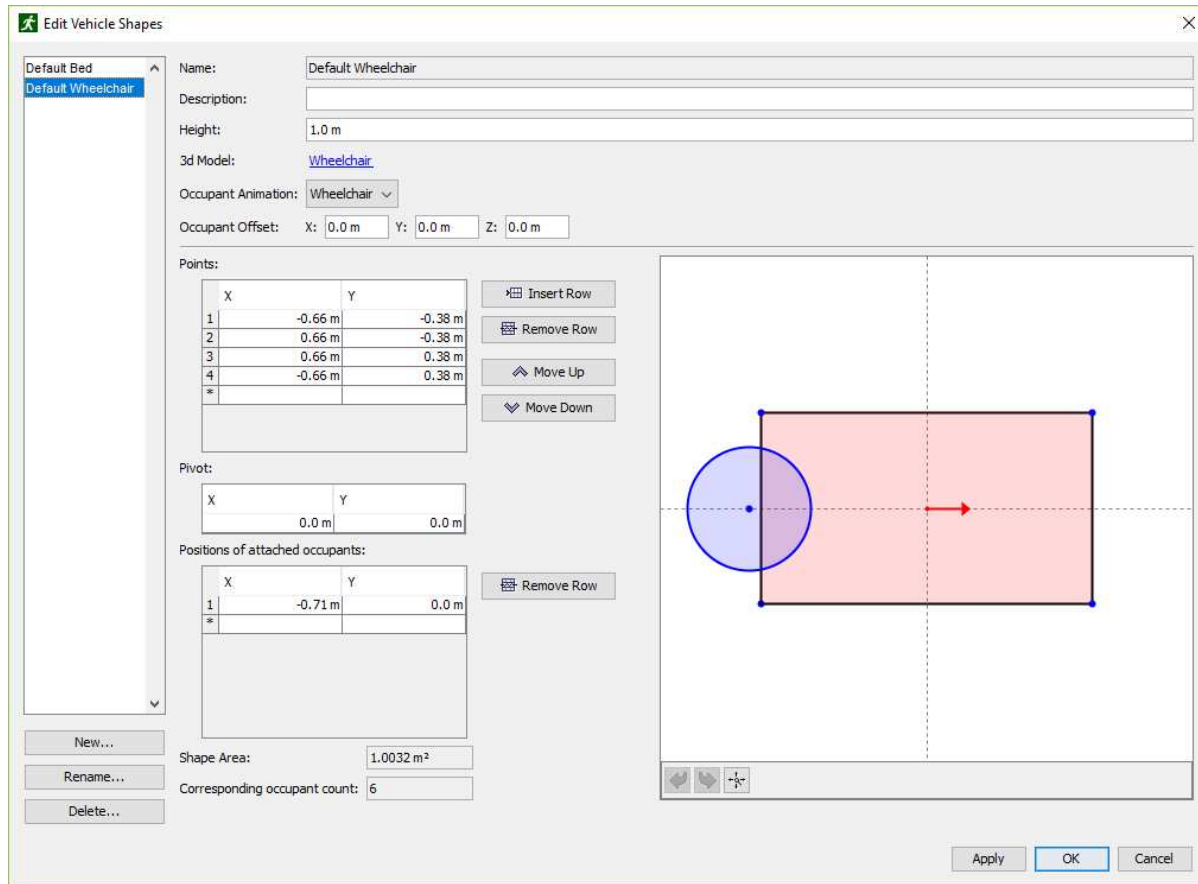 Edit Vehicle Shapes
Default Bed
Default Wheelchair
New...
Rename...
Delete...
Name: Default Wheelchair
Description:
Height: 1.0 m
3d Model: Wheelchair
Occupant Animation: Wheelchair
Occupant Offset: X: 0.0 m Y: 0.0 m Z: 0.0 m
Points:
X Y
1 -0.66 m -0.38 m
2 0.66 m -0.38 m
3 0.66 m 0.38 m
4 -0.66 m 0.38 m
*
Insert Row
Remove Row
Move Up
Move Down
Pivot:
X Y
0.0 m 0.0 m
Positions of attached occupants:
X Y
1 -0.71 m 0.0 m
*
Remove Row
Shape Area: 1.0032 m²
Corresponding occupant count: 6
Apply OK Cancel